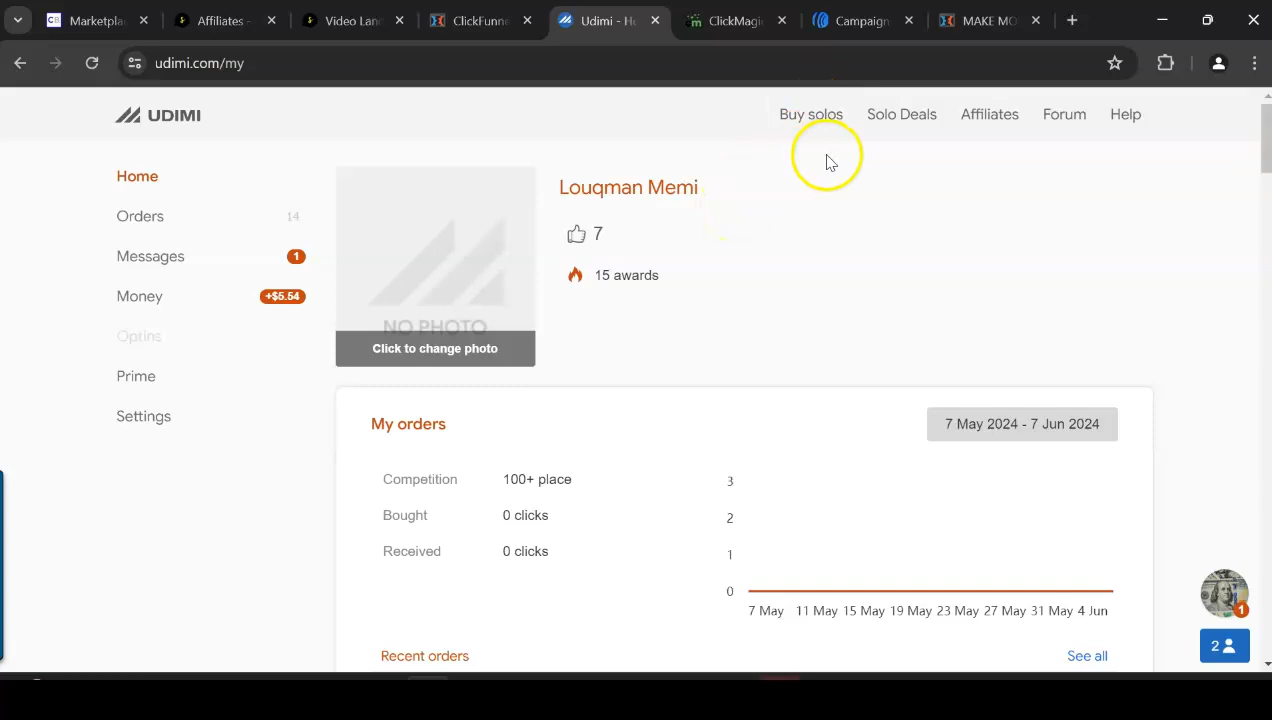 CB Marketpla
Affiliates -
Video Lan
ClickFunne
Udimi - He
ClickMagic
Campaign
MAKE MO
udimi.com/my
UDIMI
Buy solos
Solo Deals
Affiliates
Forum
Help
Home
Orders 14
Messages 1
Money +$5.54
Optins
Prime
Settings
NO PHOTO
Click to change photo
Louqman Memi
7
15 awards
My orders
7 May 2024 - 7 Jun 2024
Competition 100+ place
Bought 0 clicks
Received 0 clicks
3
2
1
0
7 May 11 May 15 May 19 May 23 May 27 May 31 May 4 Jun
Recent orders
See all
1
2